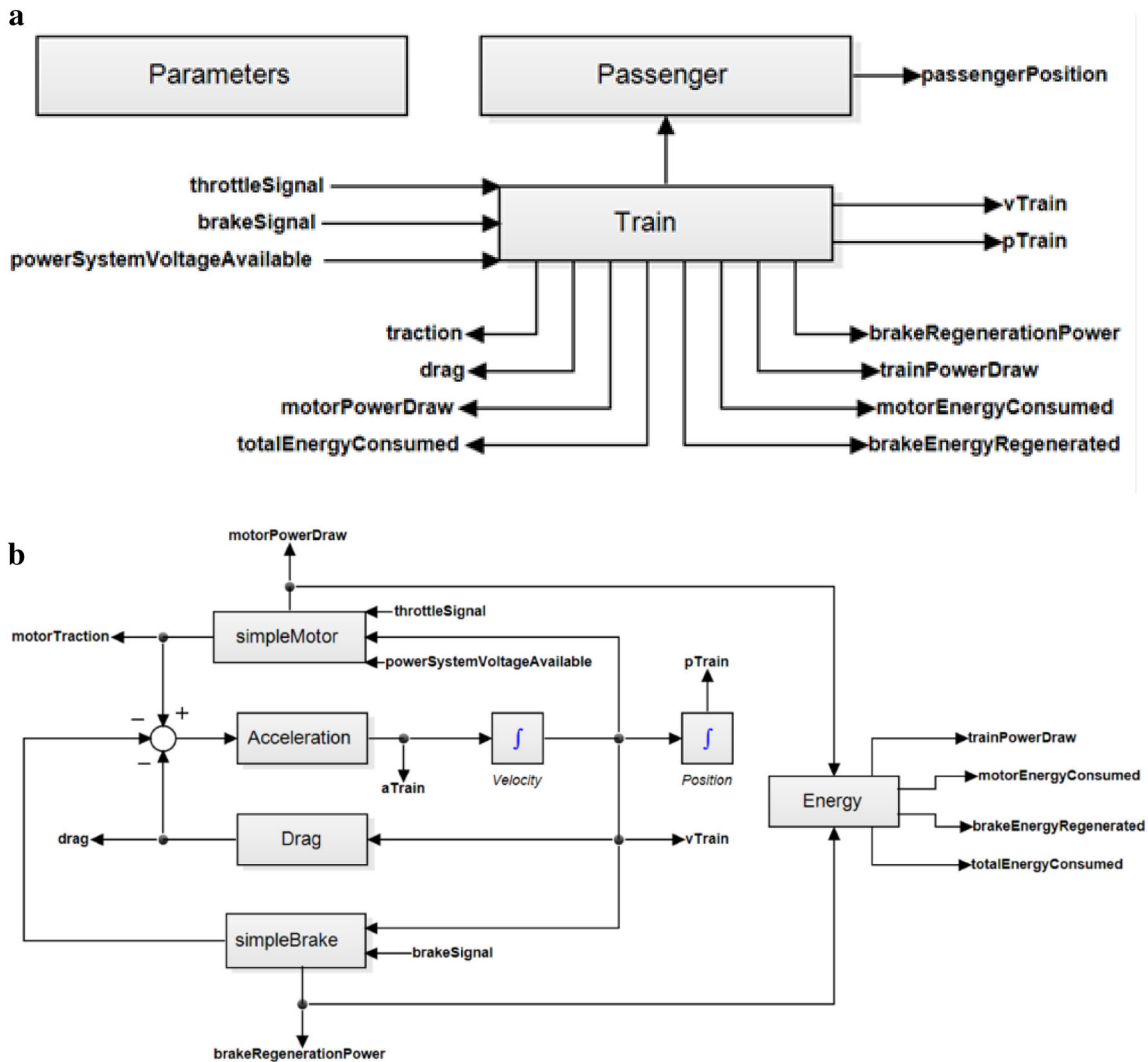 a
Parameters
Passenger
passengerPosition
throttleSignal
brakeSignal
powerSystemVoltageAvailable
Train
vTrain
pTrain
traction
drag
motorPowerDraw
totalEnergyConsumed
brakeRegenerationPower
trainPowerDraw
motorEnergyConsumed
brakeEnergyRegenerated
b
motorPowerDraw
throttleSignal
motorTraction
simpleMotor
powerSystemVoltageAvailable
pTrain
− +
Acceleration
∫
∫
−
aTrain
Velocity
Position
trainPowerDraw
motorEnergyConsumed
Energy
brakeEnergyRegenerated
totalEnergyConsumed
drag
Drag
vTrain
simpleBrake
brakeSignal
brakeRegenerationPower